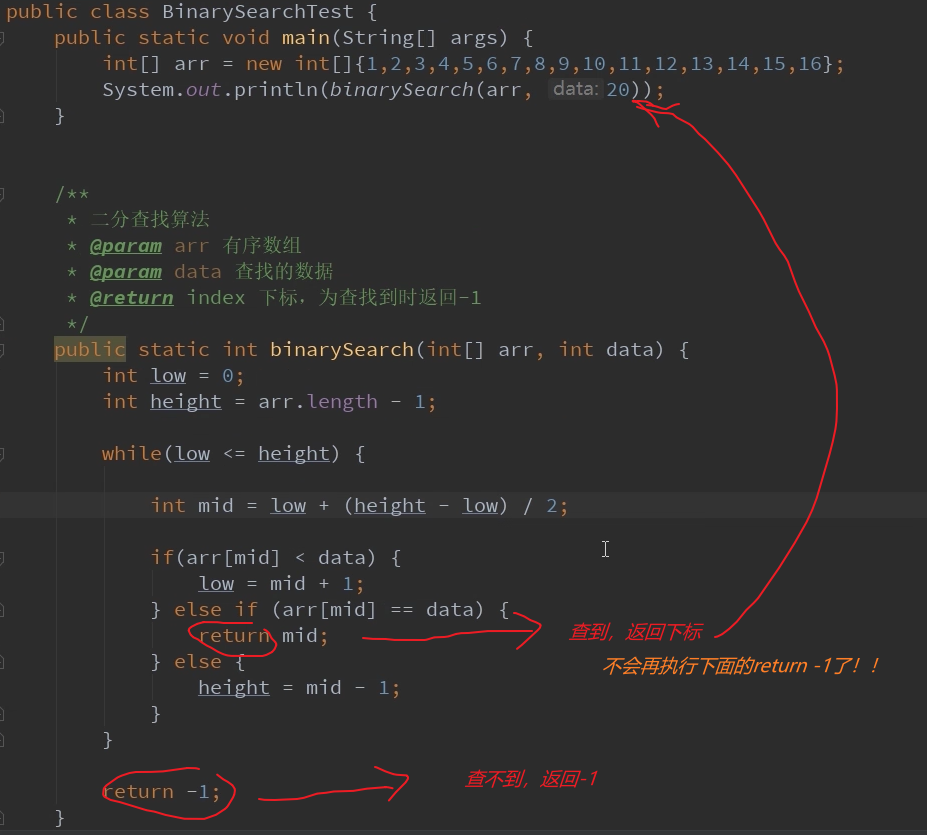 public class BinarySearchTest {
public static void main(String[] args) {
int[] arr = new int[]{1,2,3,4,5,6,7,8,9,10,11,12,13,14,15,16};
System.out.println(binarySearch(arr, data: 20));
}
/**
* 二分查找算法
* @param arr 有序数组
* @param data 查找的数据
* @return index 下标，为查找到时返回-1
*/
public static int binarySearch(int[] arr, int data) {
int low = 0;
int height = arr.length - 1;
while(low <= height) {
int mid = low + (height - low) / 2;
if(arr[mid] < data) {
low = mid + 1;
} else if (arr[mid] == data) {
return mid; 查到，返回下标
不会再执行下面的return -1了！！
} else {
height = mid - 1;
}
}
return -1; 查不到，返回-1
}